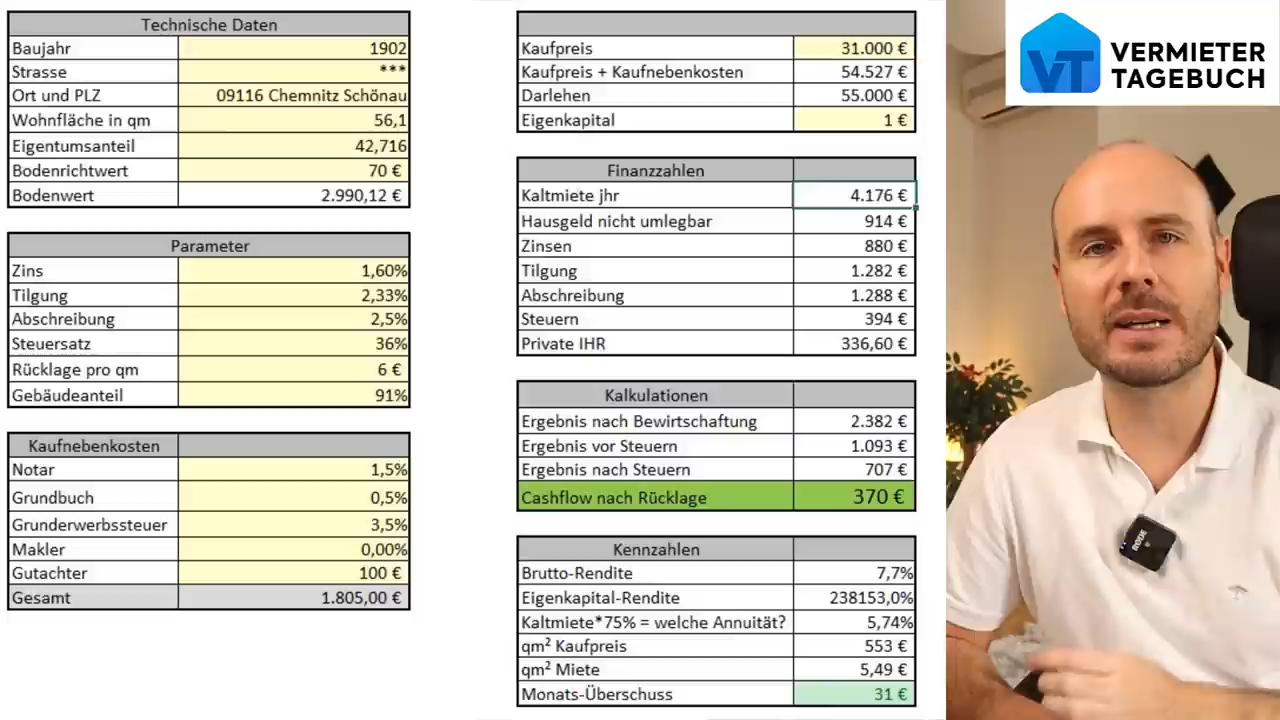 Technische Daten
Baujahr 1902
Strasse ***
Ort und PLZ 09116 Chemnitz Schönau
Wohnfläche in qm 56,1
Eigentumsanteil 42,716
Bodenrichtwert 70 €
Bodenwert 2.990,12 €
Parameter
Zins 1,60%
Tilgung 2,33%
Abschreibung 2,5%
Steuersatz 36%
Rücklage pro qm 6 €
Gebäudeanteil 91%
Kaufnebenkosten
Notar 1,5%
Grundbuch 0,5%
Grunderwerbssteuer 3,5%
Makler 0,00%
Gutachter 100 €
Gesamt 1.805,00 €
Kaufpreis 31.000 €
Kaufpreis + Kaufnebenkosten 54.527 €
Darlehen 55.000 €
Eigenkapital 1 €
Finanzzahlen
Kaltmiete jhr 4.176 €
Hausgeld nicht umlegbar 914 €
Zinsen 880 €
Tilgung 1.282 €
Abschreibung 1.288 €
Steuern 394 €
Private IHR 336,60 €
Kalkulationen
Ergebnis nach Bewirtschaftung 2.382 €
Ergebnis vor Steuern 1.093 €
Ergebnis nach Steuern 707 €
Cashflow nach Rücklage 370 €
Kennzahlen
Brutto-Rendite 7,7%
Eigenkapital-Rendite 238153,0%
Kaltmiete*75% = welche Annuität? 5,74%
qm² Kaufpreis 553 €
qm² Miete 5,49 €
Monats-Überschuss 31 €
VT VERMIETER
TAGEBUCH
RODE